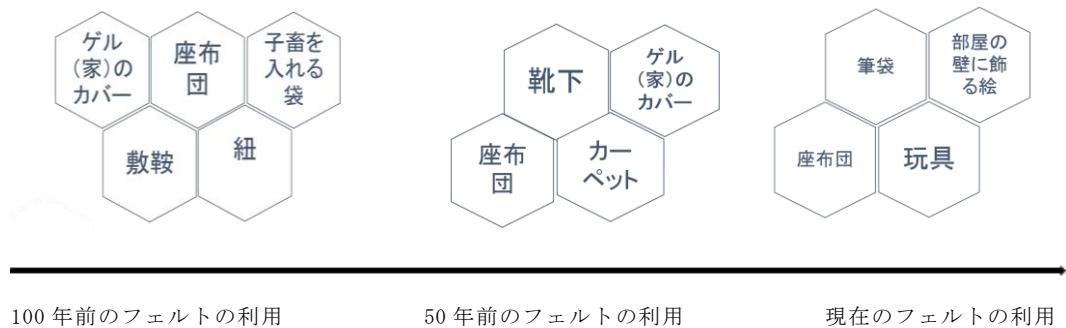 ゲル
(家)の
カバー
座布
団
子畜を
入れる
袋
敷鞍
紐
靴下
ゲル
(家)の
カバー
座布
団
カー
ペット
筆袋
部屋の
壁に飾
る絵
座布団
玩具
100 年前のフェルトの利用
50 年前のフェルトの利用
現在のフェルトの利用